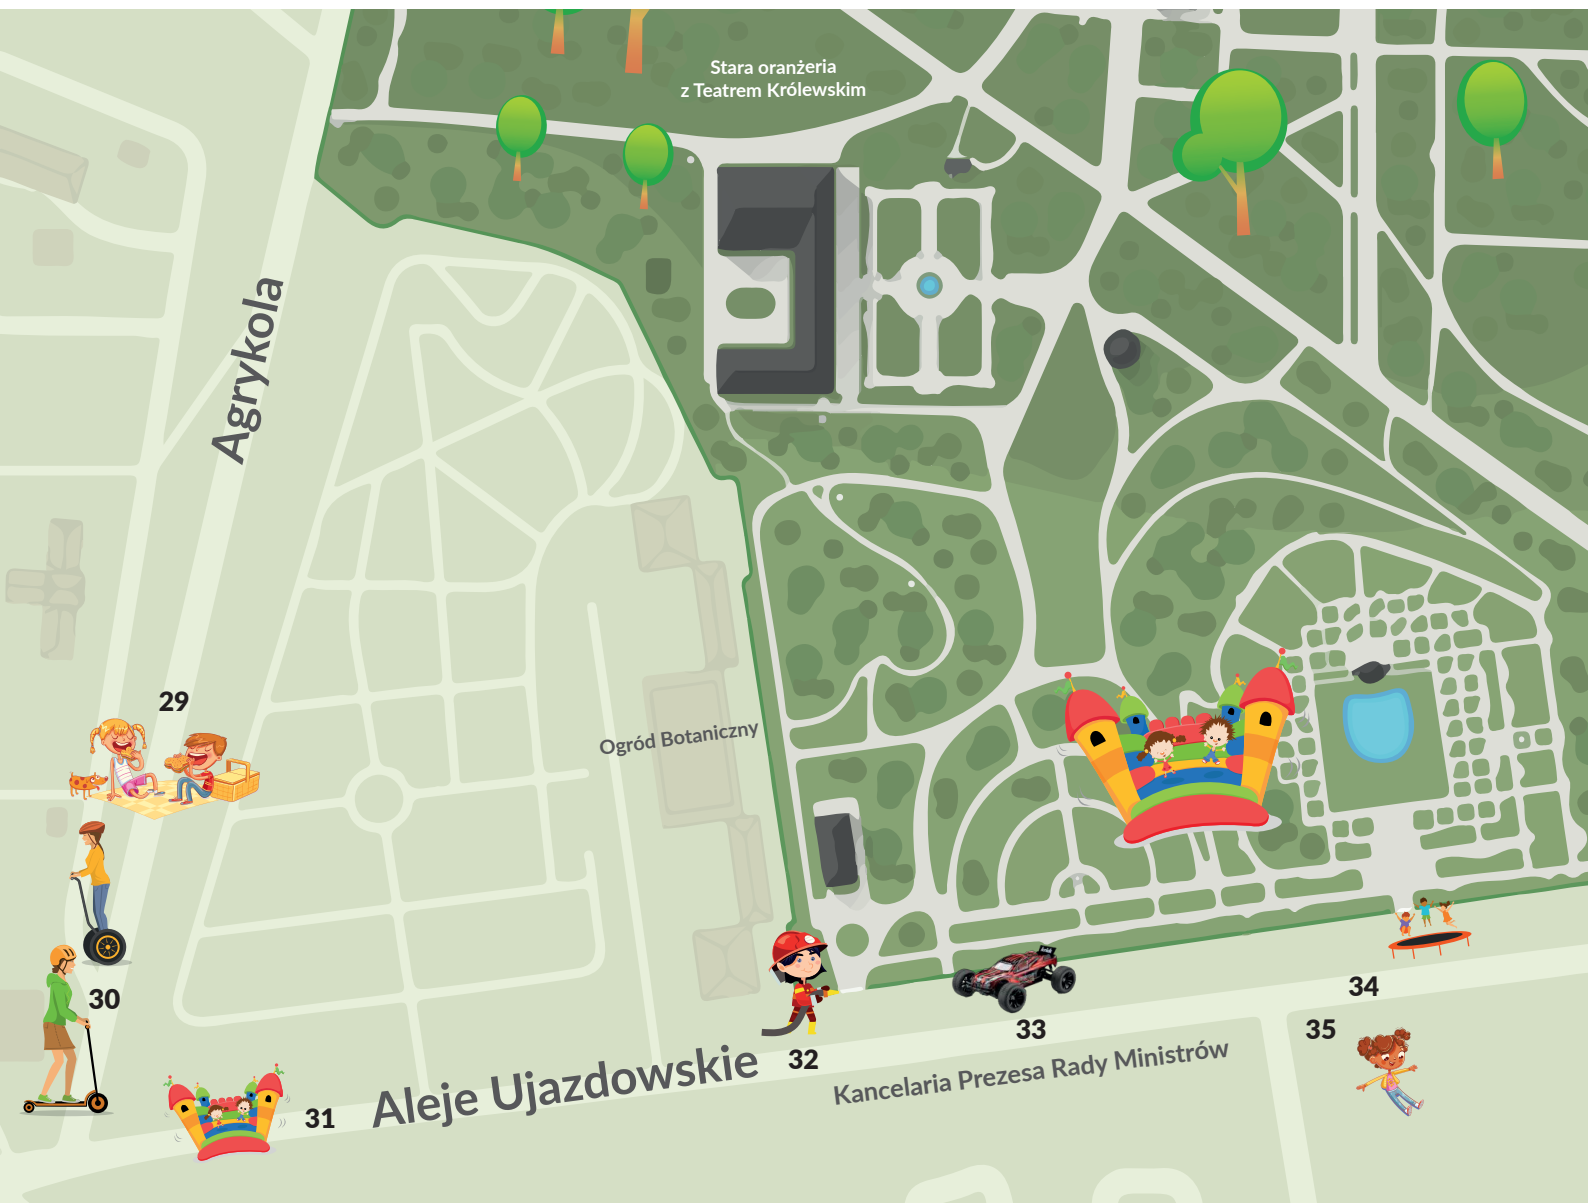 Stara oranżeria
z Teatrem Królewskim
Agrykola
29
Ogród Botaniczny
30
34
33
35
32
Aleje Ujazdowskie
Kancelaria Prezesa Rady Ministrów
31